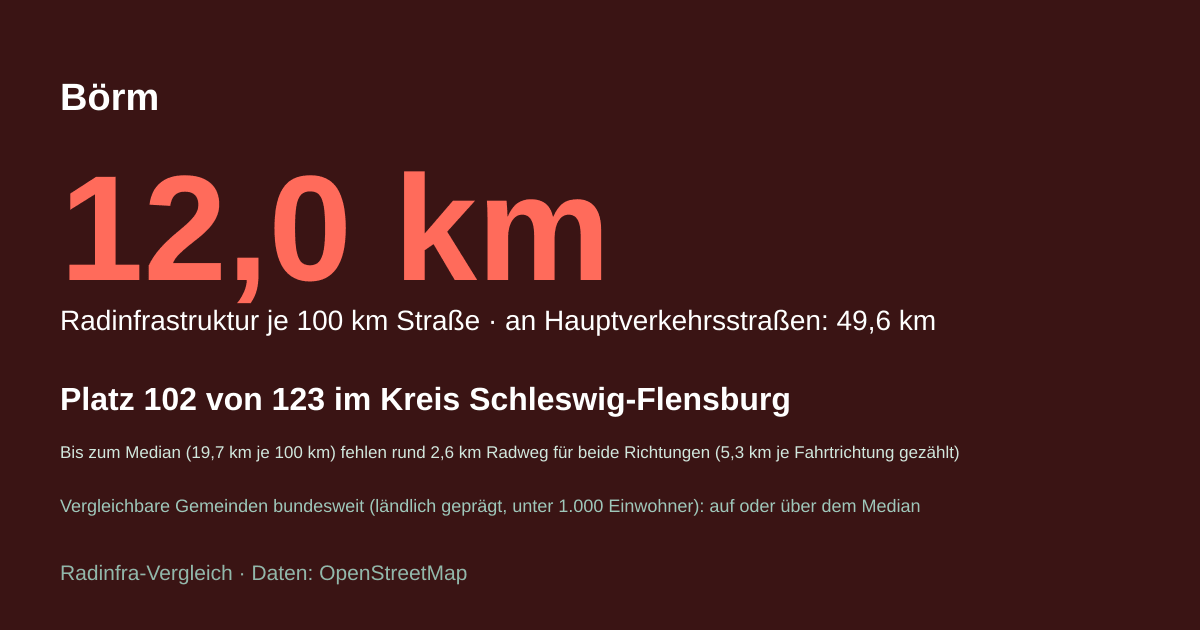 Börm
12,0 km
Radinfrastruktur je 100 km Straße · an Hauptverkehrsstraßen: 49,6 km
Platz 102 von 123 im Kreis Schleswig-Flensburg
Bis zum Median (19,7 km je 100 km) fehlen rund 2,6 km Radweg für beide Richtungen (5,3 km je Fahrtrichtung gezählt)
Vergleichbare Gemeinden bundesweit (ländlich geprägt, unter 1.000 Einwohner): auf oder über dem Median
Radinfra-Vergleich · Daten: OpenStreetMap